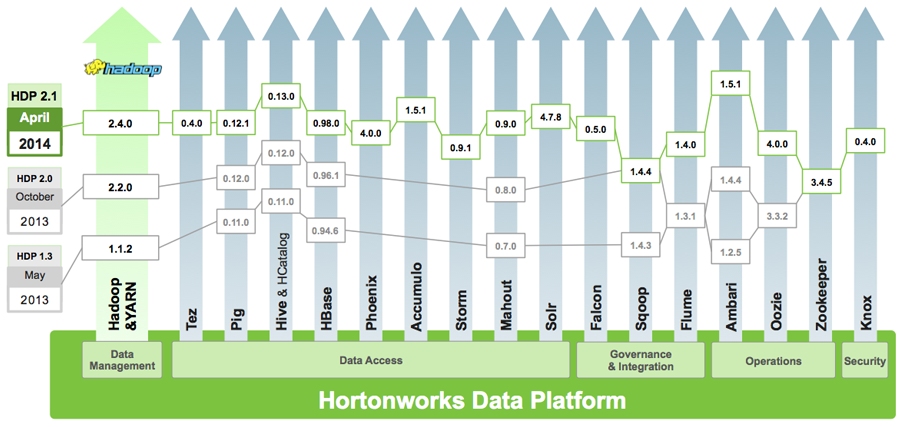 hadoop
HDP 2.1
April
2014
2.4.0
0.4.0
0.12.1
0.13.0
0.98.0
4.0.0
1.5.1
0.9.1
0.9.0
4.7.8
0.5.0
1.4.4
1.4.0
1.5.1
4.0.0
3.4.5
0.4.0
HDP 2.0
October
2013
2.2.0
0.12.0
0.12.0
0.96.1
0.8.0
1.3.1
1.4.4
3.3.2
HDP 1.3
May
2013
1.1.2
0.11.0
0.11.0
0.94.6
0.7.0
1.4.3
1.2.5
Hadoop
&YARN
Tez
Pig
Hive & HCatalog
HBase
Phoenix
Accumulo
Storm
Mahout
Solr
Falcon
Sqoop
Flume
Ambari
Oozie
Zookeeper
Knox
Data
Management
Data Access
Governance
& Integration
Operations
Security
Hortonworks Data Platform